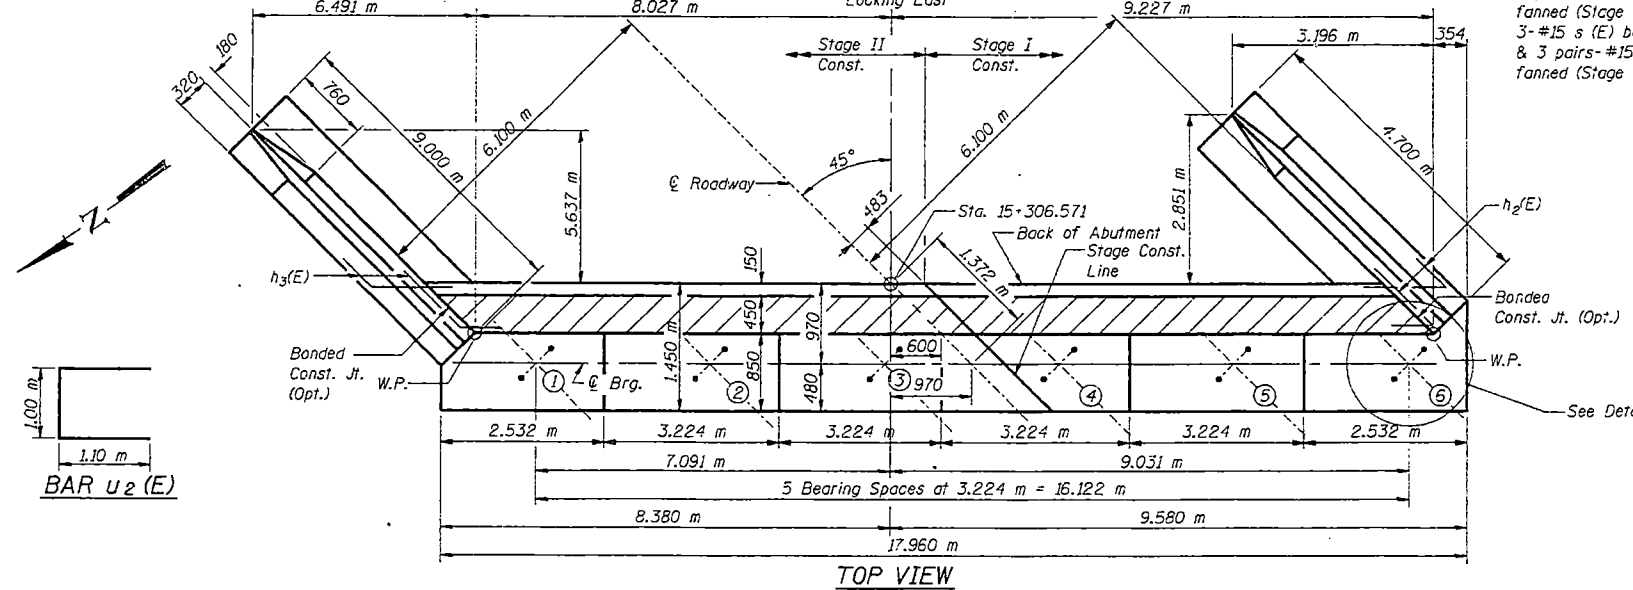 6.491 m
8.027 m
Looking East
9.227 m
fanned (Stage
3-#15 s (E) b
& 3 pairs-#15
fanned (Stage
180
320
760
9.000 m
6.100 m
5.637 m
Stage II
Const.
Stage I
Const.
3.196 m
354
45°
6.100 m
4.700 m
℄ Roadway
483
2.851 m
h2(E)
Sta. 15+306.571
Back of Abutment
Stage Const.
Line
1.372 m
N
h3(E)
150
450
970
1.450 m
850
480
600
970
Bonded
Const. Jt. (Opt.)
W.P.
Bonded
Const. Jt.
(Opt.)
W.P.
℄ Brg.
1
2
3
4
5
6
See Det
1.00 m
1.10 m
BAR u2 (E)
2.532 m
3.224 m
3.224 m
3.224 m
3.224 m
2.532 m
7.091 m
9.031 m
5 Bearing Spaces at 3.224 m = 16.122 m
8.380 m
9.580 m
17.960 m
TOP VIEW